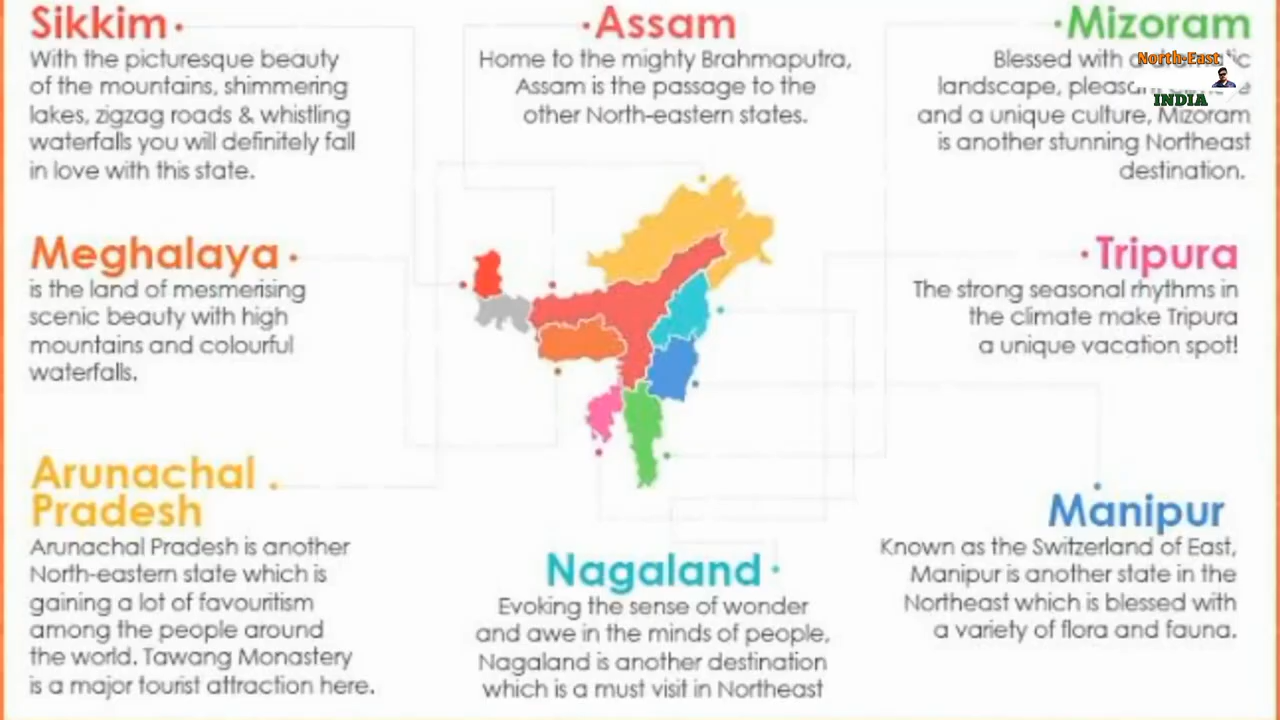 Sikkim
With the picturesque beauty
of the mountains, shimmering
lakes, zigzag roads & whistling
waterfalls you will definitely fall
in love with this state.
Assam
Home to the mighty Brahmaputra,
Assam is the passage to the
other North-eastern states.
Mizoram
Blessed with a
landscape,
and a unique culture, Mizoram
is another stunning Northeast
destination.
North-East
INDIA
Meghalaya
is the land of mesmerising
scenic beauty with high
mountains and colourful
waterfalls.
Tripura
The strong seasonal rhythms in
the climate make Tripura
a unique vacation spot!
Arunachal
Pradesh
Arunachal Pradesh is another
North-eastern state which is
gaining a lot of favouritism
among the people around
the world. Tawang Monastery
is a major tourist attraction here.
Nagaland
Evoking the sense of wonder
and awe in the minds of people,
Nagaland is another destination
which is a must visit in Northeast
Manipur
Known as the Switzerland of East,
Manipur is another state in the
Northeast which is blessed with
a variety of flora and fauna.